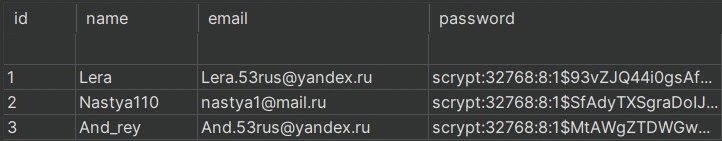 id name email password
1 Lera Lera.53rus@yandex.ru scrypt:32768:8:1$93vZJQ44i0gsAf...
2 Nastya110 nastya1@mail.ru scrypt:32768:8:1$SfAdyTXSgraDolJ...
3 And_rey And.53rus@yandex.ru scrypt:32768:8:1$MtAWgZTDWGw...